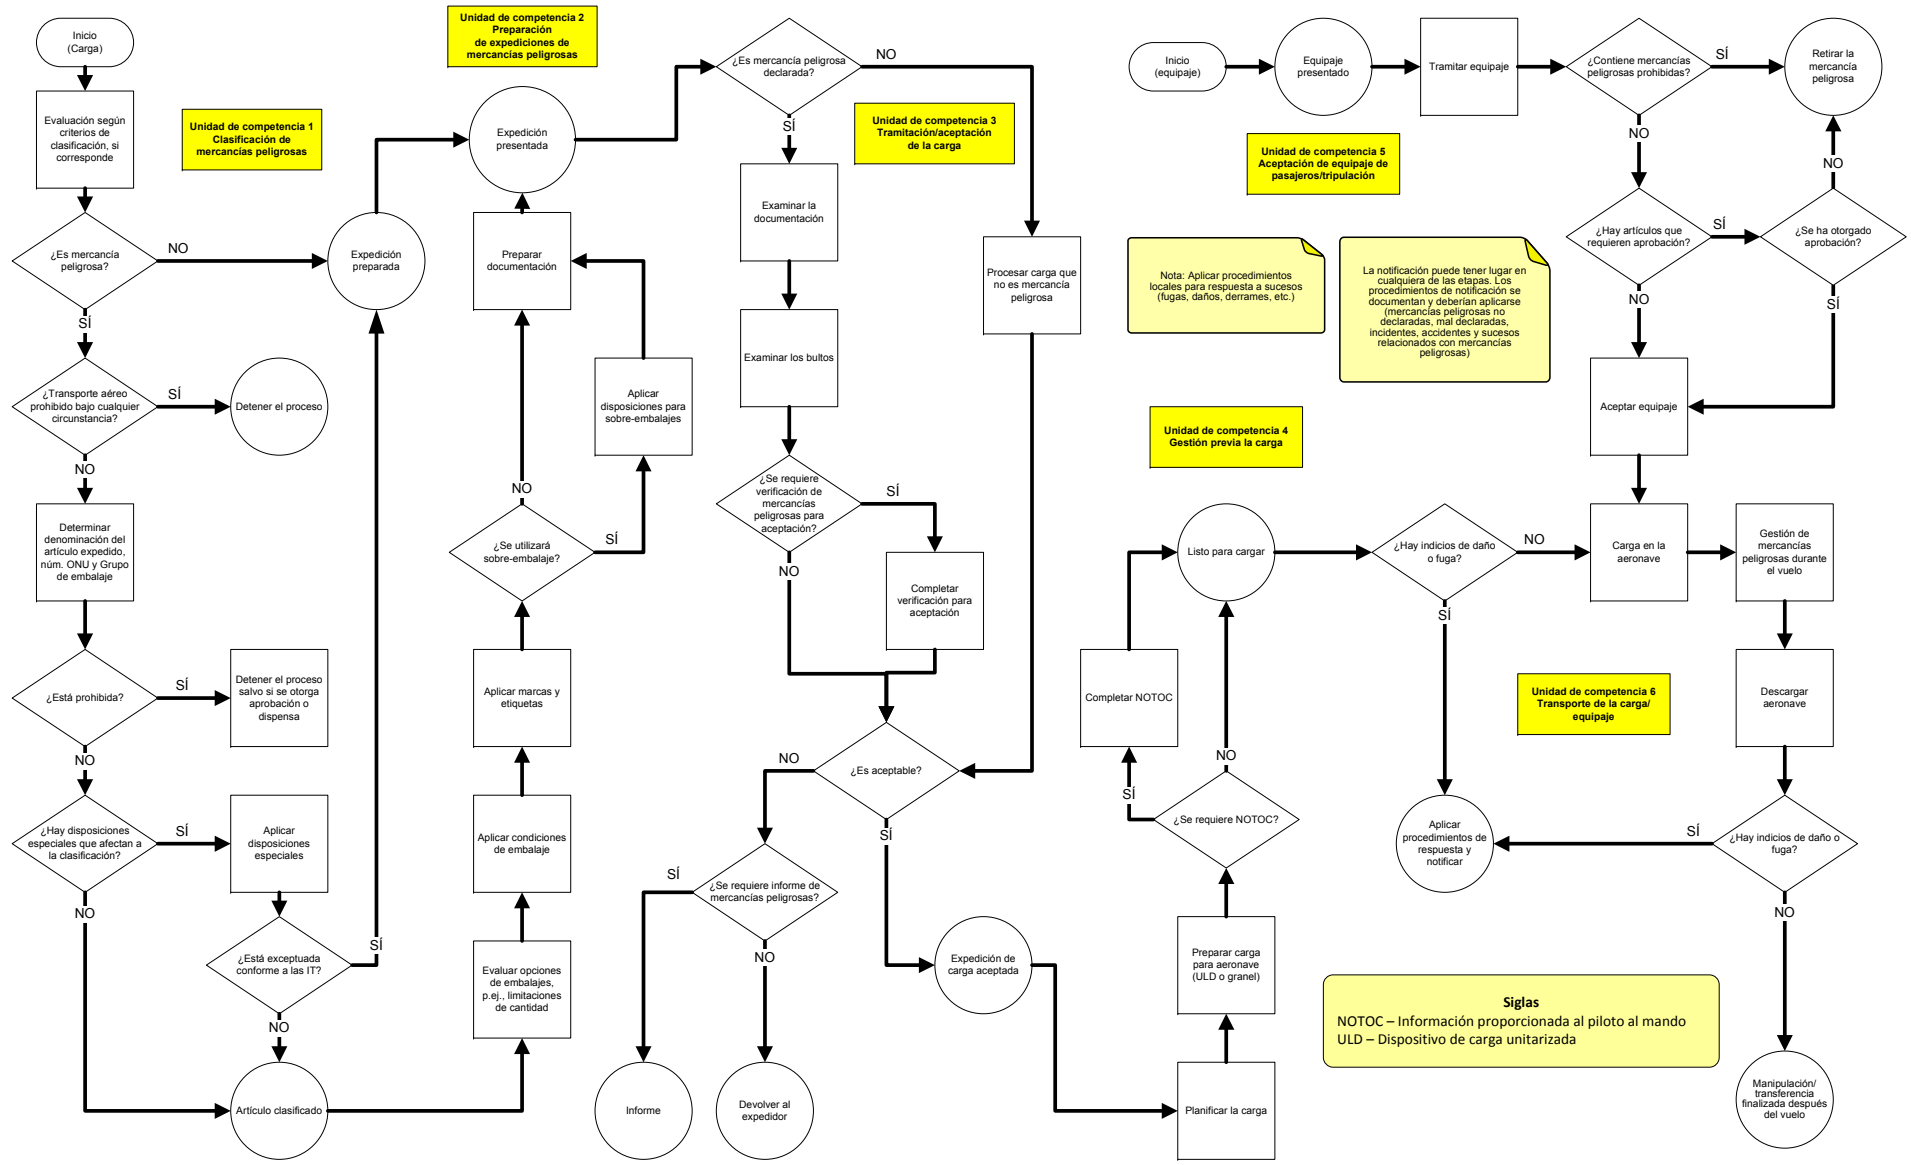 Inicio
(Carga)
Evaluación según
criterios de
clasificación, si
corresponde
Unidad de competencia 1
Clasificación de
mercancías peligrosas
¿Es mercancía
peligrosa?
NO
SÍ
Expedición
preparada
¿Transporte aéreo
prohibido bajo cualquier
circunstancia?
SÍ
Detener el proceso
NO
Determinar
denominación del
artículo expedido,
núm. ONU y Grupo
de embalaje
¿Está prohibida?
SÍ
Detener el proceso
salvo si se otorga
aprobación o
dispensa
NO
¿Hay disposiciones
especiales que afectan a
la clasificación?
SÍ
Aplicar
disposiciones
especiales
NO
¿Está exceptuada
conforme a las IT?
SÍ
NO
Artículo clasificado
Unidad de competencia 2
Preparación
de expediciones de
mercancías peligrosas
Expedición
presentada
Preparar
documentación
Aplicar
disposiciones para
sobre-embalajes
NO
¿Se utilizará
sobre-embalaje?
SÍ
Aplicar marcas y
etiquetas
Aplicar condiciones
de embalaje
Evaluar opciones
de embalajes,
p.ej., limitaciones
de cantidad
¿Es mercancía peligrosa
declarada?
NO
SÍ
Unidad de competencia 3
Tramitación/aceptación
de la carga
Examinar la
documentación
Procesar carga que
no es mercancía
peligrosa
Examinar los bultos
¿Se requiere
verificación de
mercancías
peligrosas para
aceptación?
SÍ
NO
Completar
verificación para
aceptación
¿Es aceptable?
NO
SÍ
¿Se requiere informe de
mercancías peligrosas?
SÍ
NO
Informe
Devolver al
expedidor
Expedición de
carga aceptada
Inicio
(equipaje)
Equipaje
presentado
Tramitar equipaje
¿Contiene mercancías
peligrosas prohibidas?
SÍ
Retirar la
mercancía
peligrosa
NO
NO
Unidad de competencia 5
Aceptación de equipaje de
pasajeros/tripulación
¿Hay artículos que
requieren aprobación?
SÍ
¿Se ha otorgado
aprobación?
NO
SÍ
Nota: Aplicar procedimientos
locales para respuesta a sucesos
(fugas, daños, derrames, etc.)
La notificación puede tener lugar en
cualquiera de las etapas. Los
procedimientos de notificación se
documentan y deberían aplicarse
(mercancías peligrosas no
declaradas, mal declaradas,
incidentes, accidentes y sucesos
relacionados con mercancías
peligrosas)
Aceptar equipaje
Unidad de competencia 4
Gestión previa la carga
Listo para cargar
¿Hay indicios de daño
o fuga?
NO
SÍ
Carga en la
aeronave
Gestión de
mercancías
peligrosas durante
el vuelo
Completar NOTOC
Unidad de competencia 6
Transporte de la carga/
equipaje
Descargar
aeronave
NO
SÍ
¿Se requiere NOTOC?
Aplicar
procedimientos de
respuesta y
notificar
SÍ
¿Hay indicios de daño o
fuga?
NO
Preparar carga
para aeronave
(ULD o granel)
Planificar la carga
Siglas
NOTOC – Información proporcionada al piloto al mando
ULD – Dispositivo de carga unitarizada
Manipulación/
transferencia
finalizada después
del vuelo